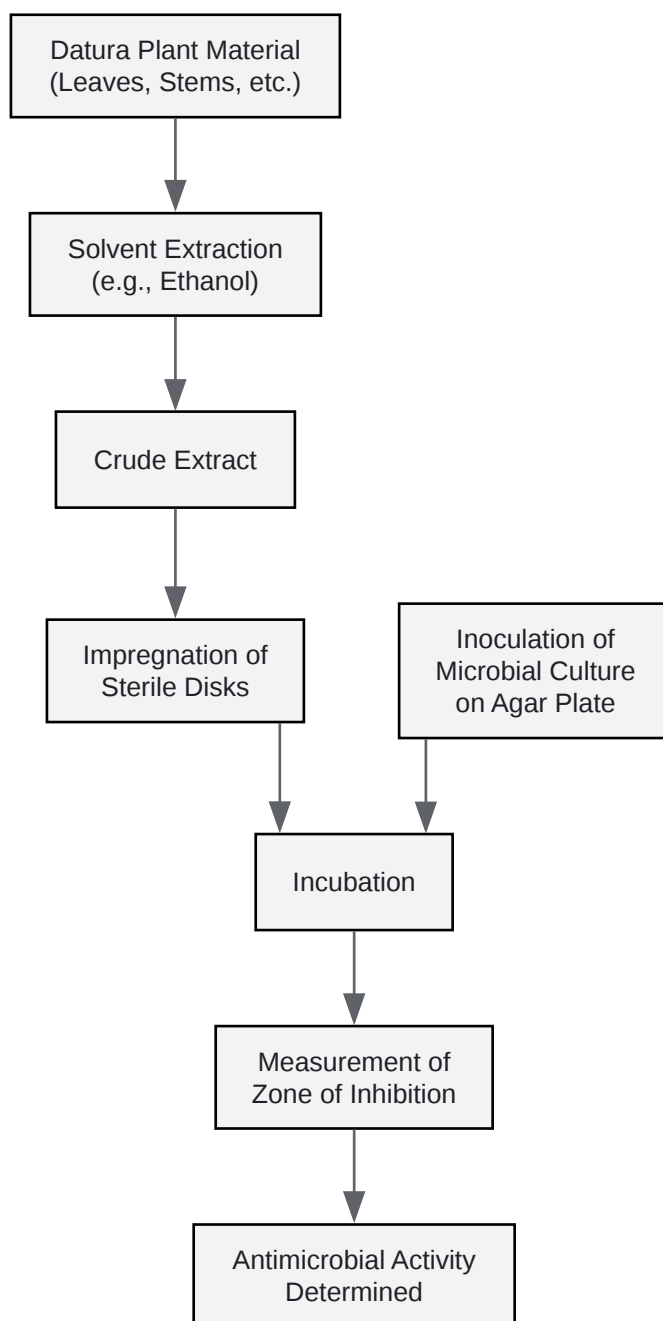 Datura Plant Material
(Leaves, Stems, etc.)
Solvent Extraction
(e.g., Ethanol)
Crude Extract
Impregnation of
Sterile Disks
Inoculation of
Microbial Culture
on Agar Plate
Incubation
Measurement of
Zone of Inhibition
Antimicrobial Activity
Determined